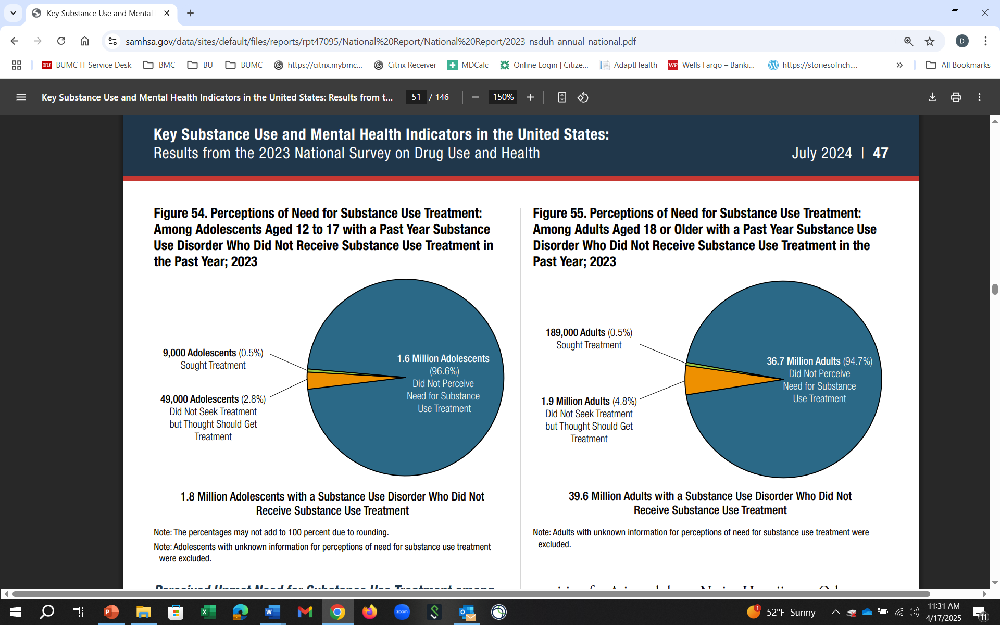 Key Substance Use and Mental
samhsa.gov/data/sites/default/files/reports/rpt47095/National%20Report/National%20Report/2023-nsduh-annual-national.pdf
D
BU BUMC IT Service Desk
BMC
BU
BUMC
https://citrix.mybmc...
Citrix Receiver
MDCalc
Online Login | Citize...
AdaptHealth
WF Wells Fargo – Banki...
https://storiesofrich....
All Bookmarks
Key Substance Use and Mental Health Indicators in the United States: Results from t...
51 / 146
150%
Key Substance Use and Mental Health Indicators in the United States:
Results from the 2023 National Survey on Drug Use and Health
July 2024 | 47
Figure 54. Perceptions of Need for Substance Use Treatment:
Among Adolescents Aged 12 to 17 with a Past Year Substance
Use Disorder Who Did Not Receive Substance Use Treatment in
the Past Year; 2023
9,000 Adolescents (0.5%)
Sought Treatment
49,000 Adolescents (2.8%)
Did Not Seek Treatment
but Thought Should Get
Treatment
1.6 Million Adolescents
(96.6%)
Did Not Perceive
Need for Substance
Use Treatment
1.8 Million Adolescents with a Substance Use Disorder Who Did Not
Receive Substance Use Treatment
Note: The percentages may not add to 100 percent due to rounding.
Note: Adolescents with unknown information for perceptions of need for substance use treatment
were excluded.
Figure 55. Perceptions of Need for Substance Use Treatment:
Among Adults Aged 18 or Older with a Past Year Substance Use
Disorder Who Did Not Receive Substance Use Treatment in the
Past Year; 2023
189,000 Adults (0.5%)
Sought Treatment
1.9 Million Adults (4.8%)
Did Not Seek Treatment
but Thought Should Get
Treatment
36.7 Million Adults (94.7%)
Did Not Perceive
Need for Substance
Use Treatment
39.6 Million Adults with a Substance Use Disorder Who Did Not
Receive Substance Use Treatment
Note: Adults with unknown information for perceptions of need for substance use treatment were
excluded.
Perceived Unmet Need for Substance Use Treatment among
zoom
1
52°F Sunny
11:31 AM
4/17/2025
11